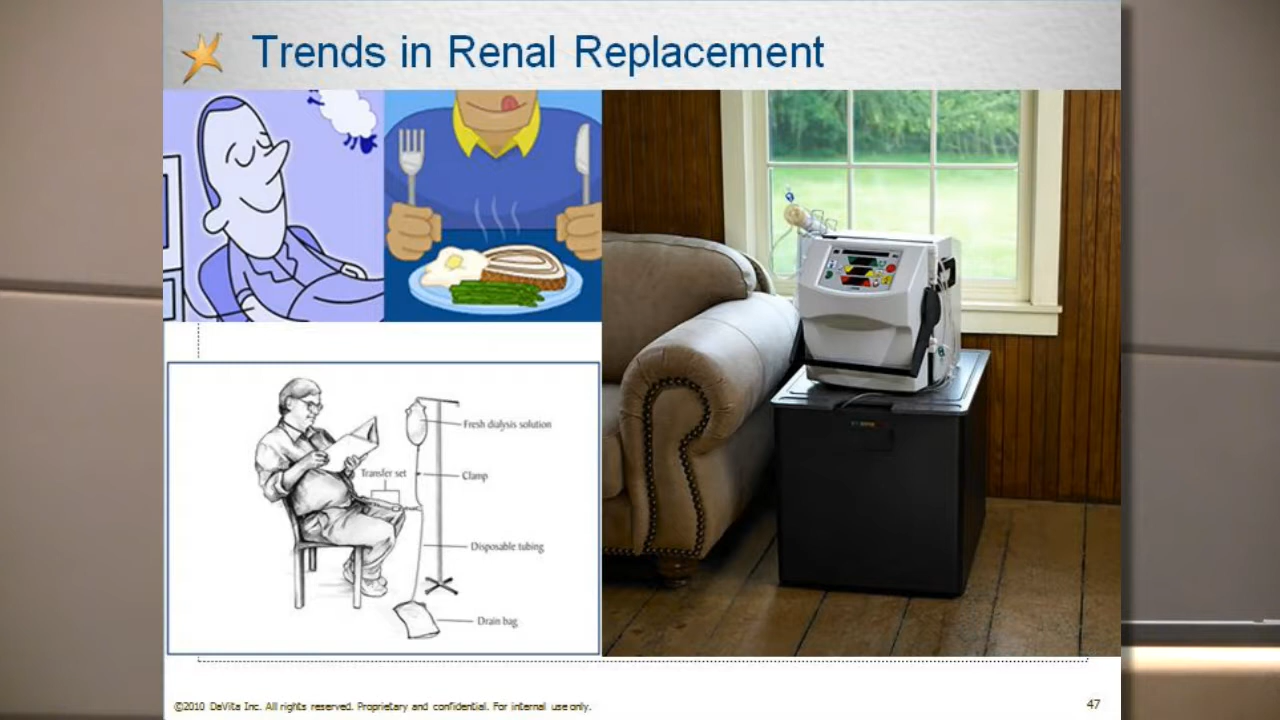 Trends in Renal Replacement
Fresh dialysis solution
Transfer set
Clamp
Disposable tubing
Drain bag
©2010 DaVita Inc. All rights reserved. Proprietary and confidential. For internal use only.
47